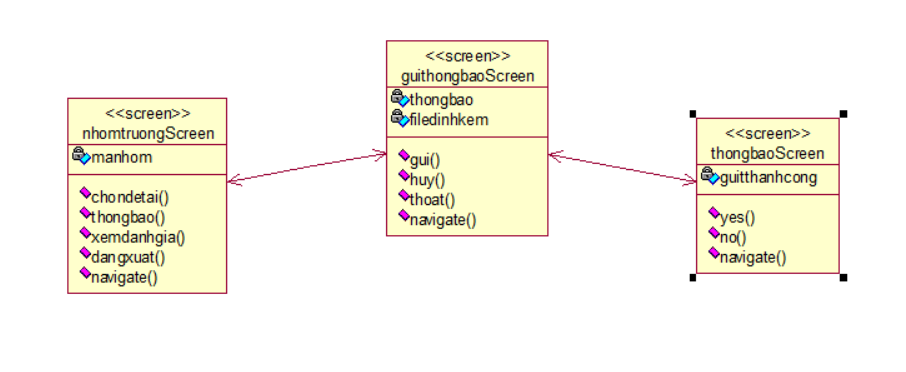 <<screen>>
nhomtruongScreen
manhom
chondetai()
thongbao()
xemdanhgia()
dangxuat()
navigate()
<<screen>>
guithongbaoScreen
thongbao
filedinhkem
gui()
huy()
thoat()
navigate()
<<screen>>
thongbaoScreen
guitthanhcong
yes()
no()
navigate()